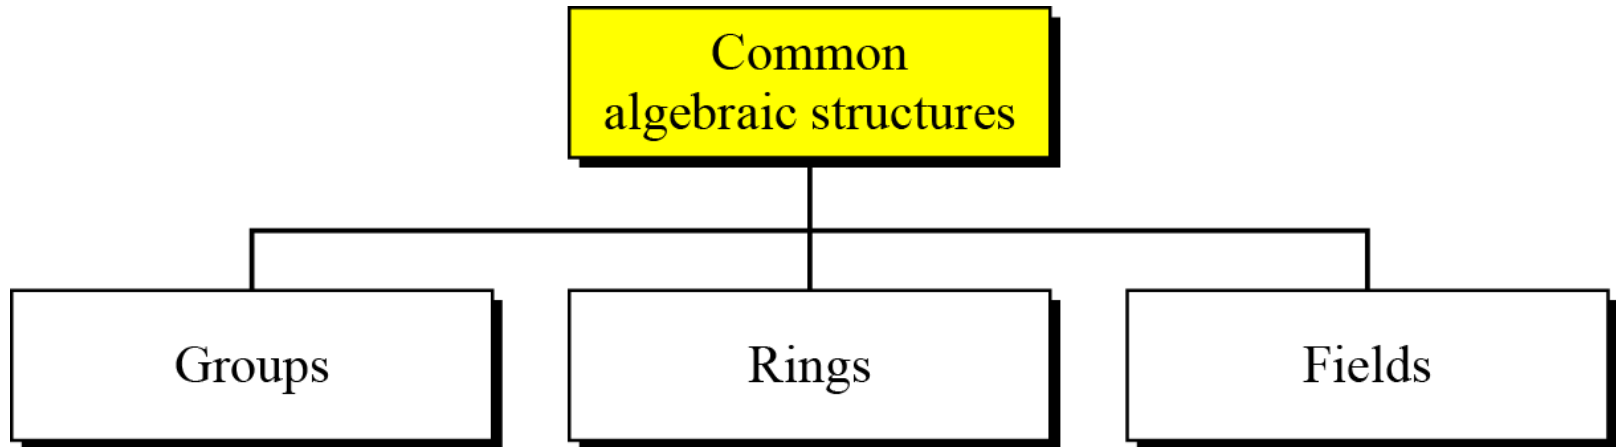 Common
algebraic structures
Groups
Rings
Fields